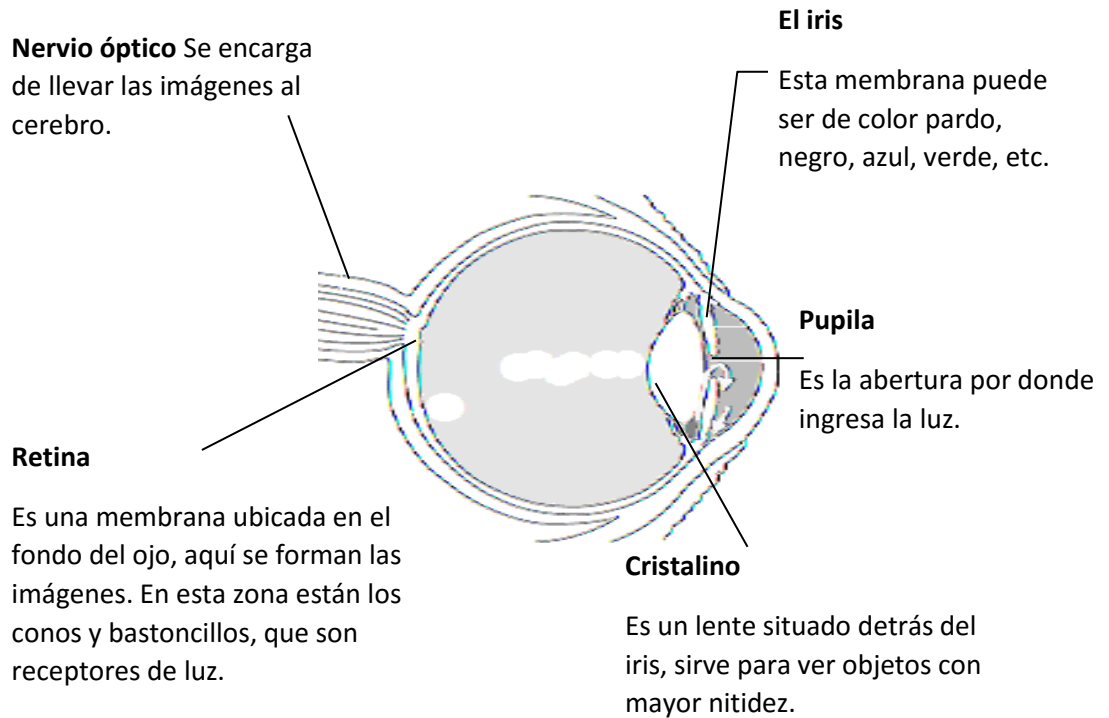 Nervio óptico Se encarga
de llevar las imágenes al
cerebro.
El iris
Esta membrana puede
ser de color pardo,
negro, azul, verde, etc.
Pupila
Es la abertura por donde
ingresa la luz.
Retina
Es una membrana ubicada en el
fondo del ojo, aquí se forman las
imágenes. En esta zona están los
conos y bastoncillos, que son
receptores de luz.
Cristalino
Es un lente situado detrás del
iris, sirve para ver objetos con
mayor nitidez.